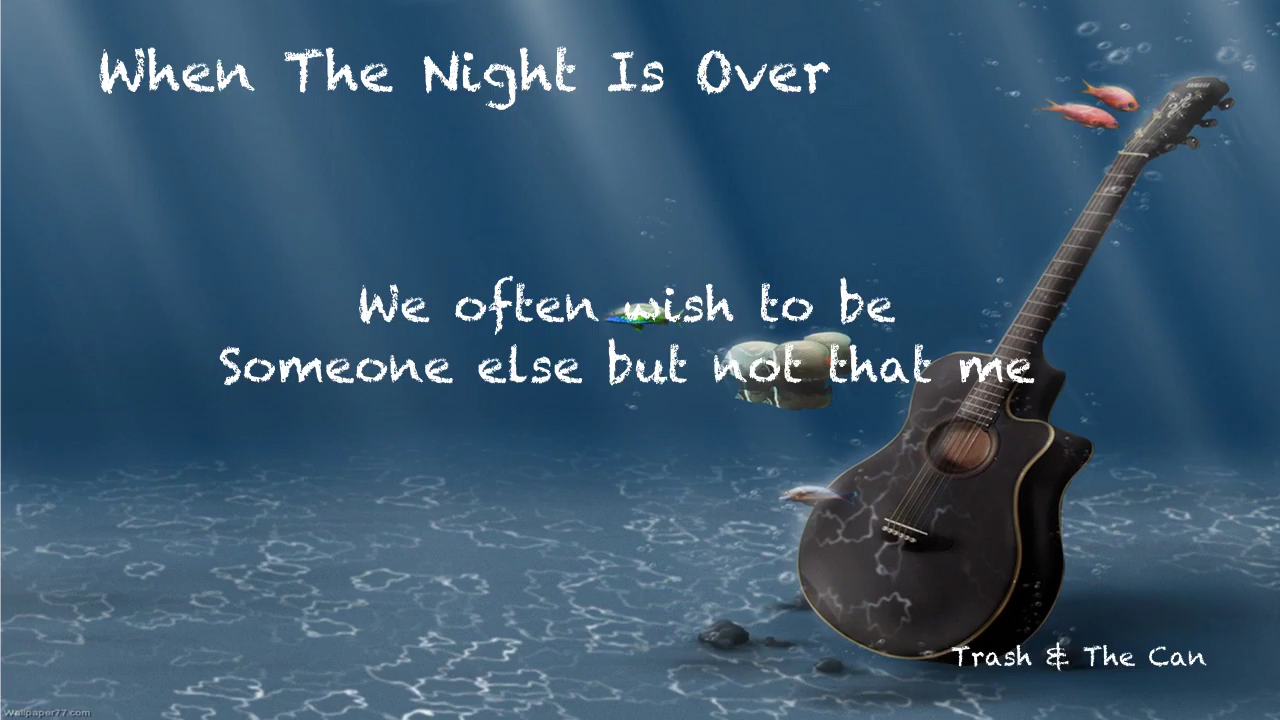 When The Night Is Over
We often wish to be
Someone else but not that me
Trash & The Can
Wallpaper77.com